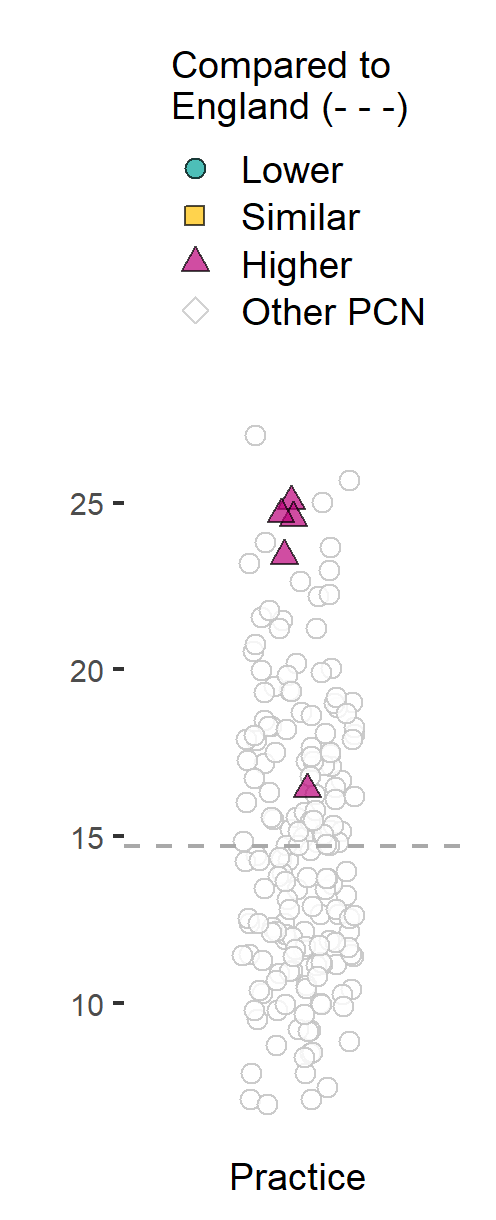 Compared to
England (- - -)
Lower
Similar
Higher
Other PCN
25
20
15
10
Practice